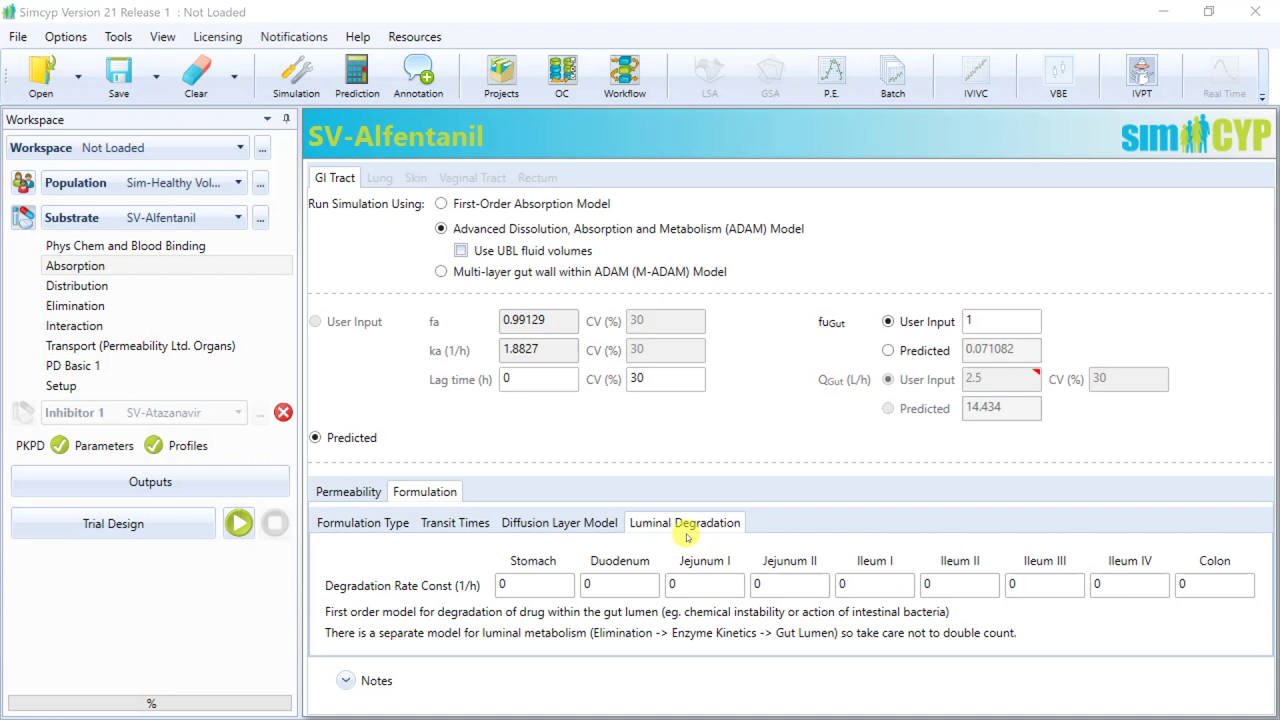 Simcyp Version 21 Release 1 : Not Loaded
File Options Tools View Licensing Help Notifications Resources
Open Save Clear Simulation Prediction Annotation Projects OC Workflow LSA GSA P.E. Batch IVIVC VBE IVPT Real Time
Workspace
Workspace Not Loaded ...
Population Sim-Healthy Vol... ...
Substrate SV-Alfentanil ...
Phys Chem and Blood Binding
Absorption
Distribution
Elimination
Interaction
Transport (Permeability Ltd. Organs)
PD Basic 1
Setup
Inhibitor 1 SV-Atazanavir ...
PKPD Parameters Profiles
Outputs
Trial Design
%
SV-Alfentanil
simCYP
GI Tract Lung Skin Vaginal Tract Rectum
Run Simulation Using: First-Order Absorption Model
Advanced Dissolution, Absorption and Metabolism (ADAM) Model
Use UBL fluid volumes
Multi-layer gut wall within ADAM (M-ADAM) Model
User Input fa 0.99129 CV (%) 30 fuGut User Input 1
ka (1/h) 1.8827 CV (%) 30 Predicted 0.071082
Lag time (h) 0 CV (%) 30 QGut (L/h) User Input 2.5 CV (%) 30
Predicted 14.434
Predicted
Permeability Formulation
Formulation Type Transit Times Diffusion Layer Model Luminal Degradation
Stomach Duodenum Jejunum I Jejunum II Ileum I Ileum II Ileum III Ileum IV Colon
Degradation Rate Const (1/h) 0 0 0 0 0 0 0 0 0
First order model for degradation of drug within the gut lumen (eg. chemical instability or action of intestinal bacteria)
There is a separate model for luminal metabolism (Elimination -> Enzyme Kinetics -> Gut Lumen) so take care not to double count.
Notes